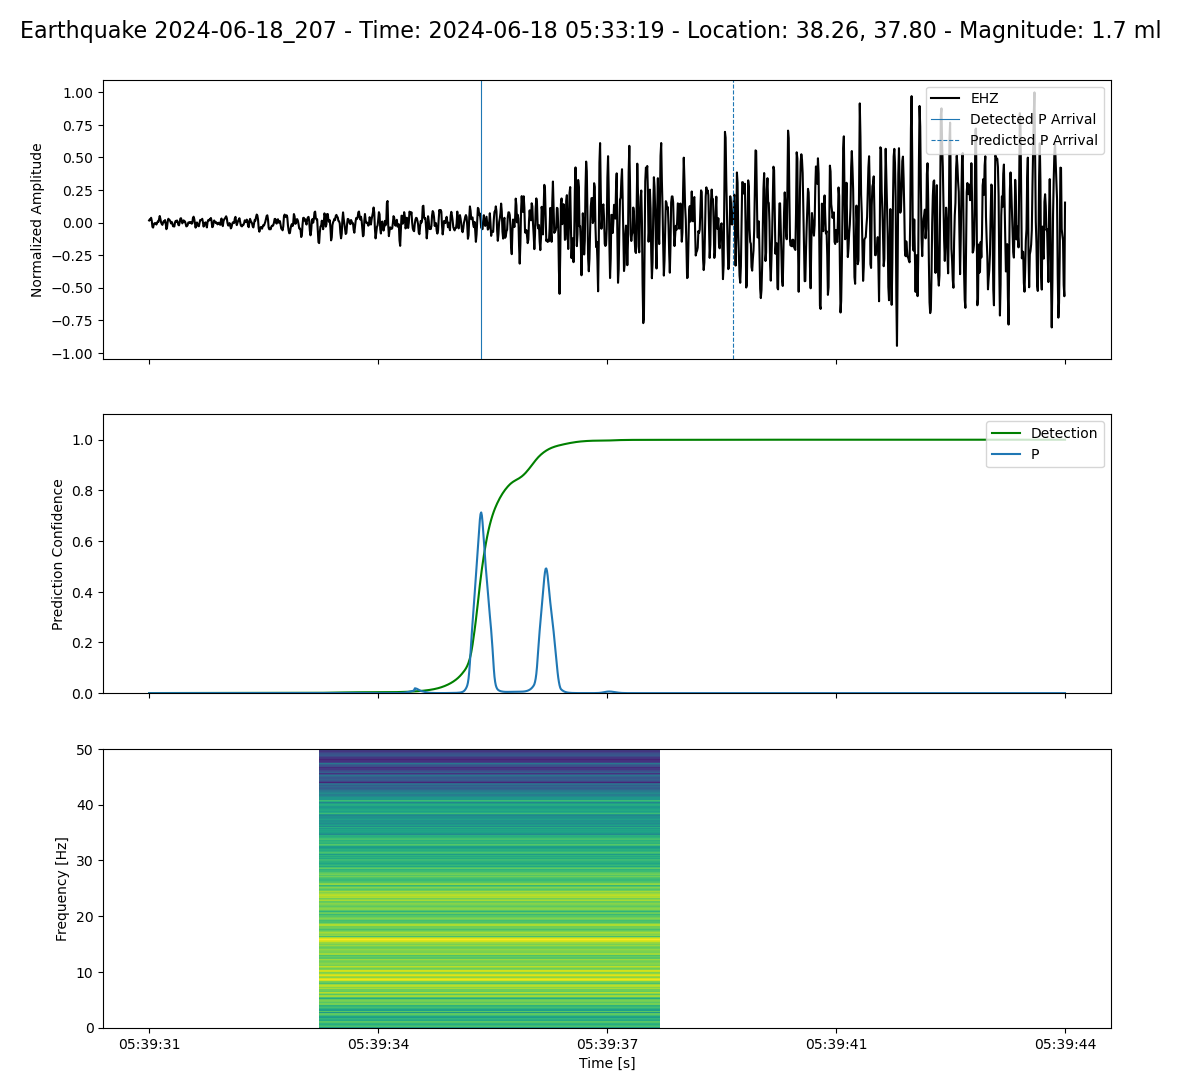 Earthquake 2024-06-18_207 - Time: 2024-06-18 05:33:19 - Location: 38.26, 37.80 - Magnitude: 1.7 ml
1.00
0.75
0.50
0.25
0.00
−0.25
−0.50
−0.75
−1.00
Normalized Amplitude
EHZ
Detected P Arrival
Predicted P Arrival
1.0
0.8
0.6
0.4
0.2
0.0
Prediction Confidence
Detection
P
50
40
30
20
10
0
Frequency [Hz]
05:39:31
05:39:34
05:39:37
05:39:41
05:39:44
Time [s]